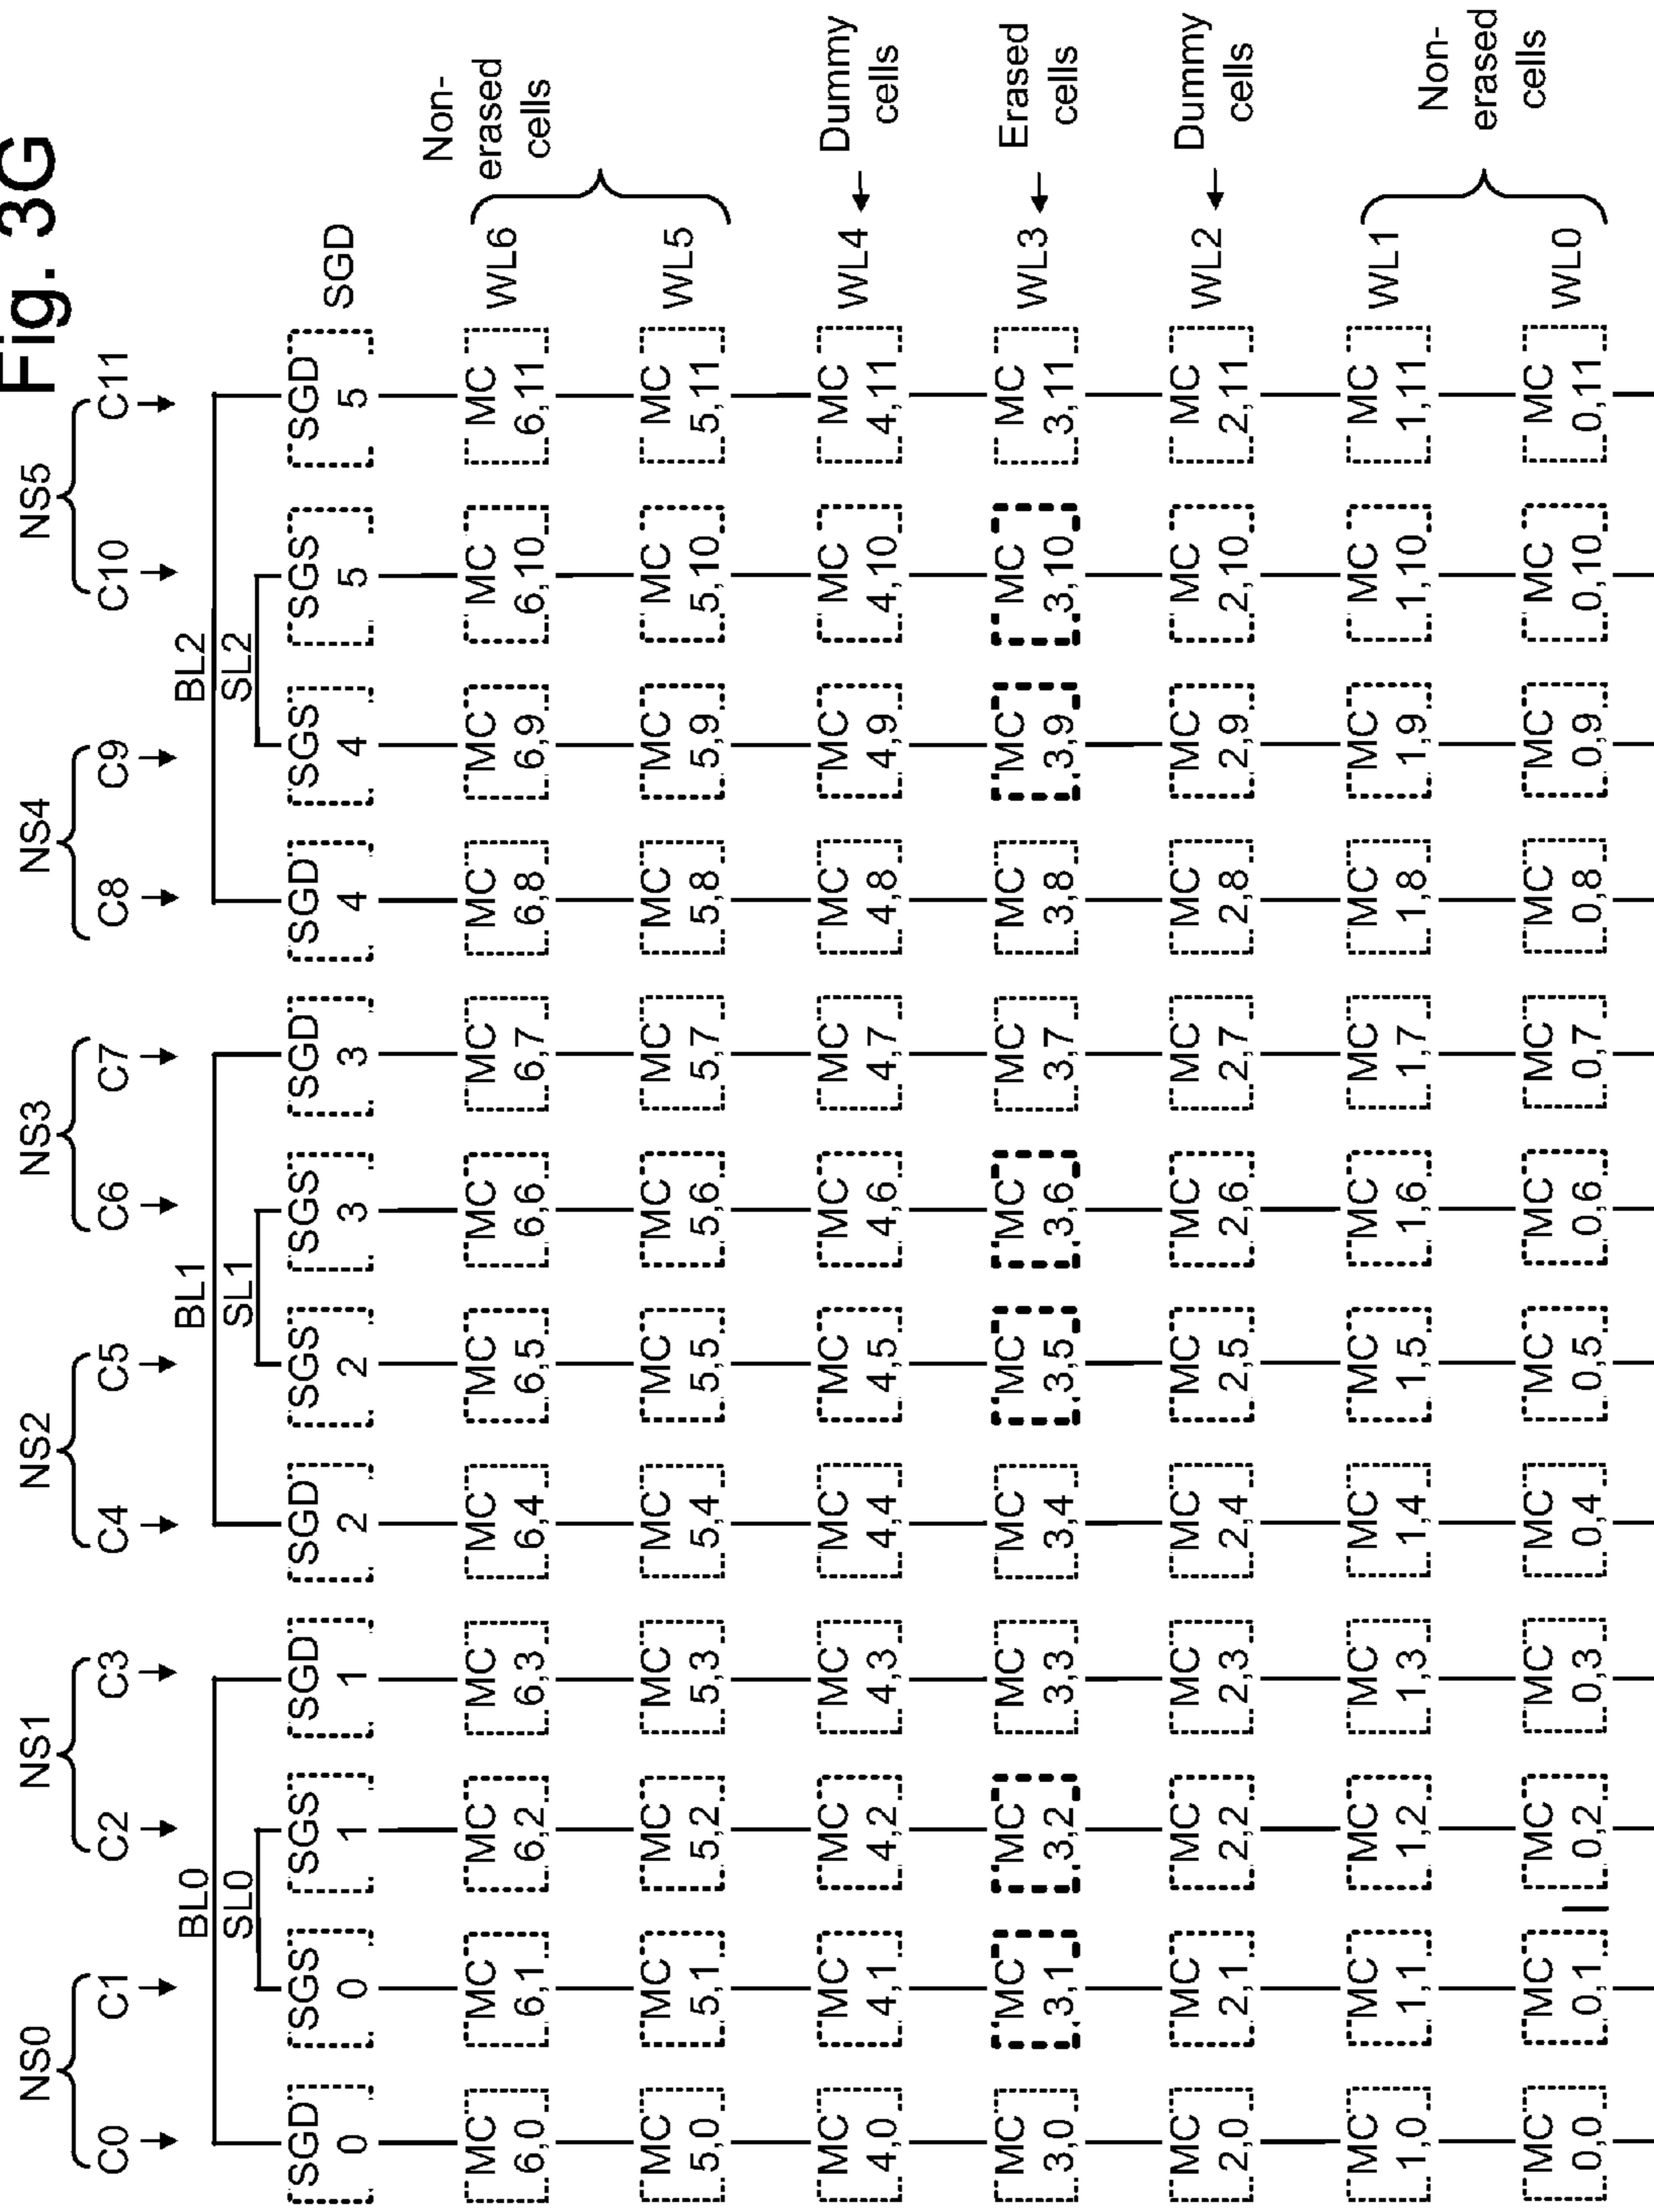 Fig. 3G
NS0 NS1 NS2 NS3 NS4 NS5
C0 C1 C2 C3 C4 C5 C6 C7 C8 C9 C10 C11
BL0 BL1 BL2
SL0 SL1 SL2
SGD SGS SGS SGD SGD SGS SGS SGD SGD SGS SGS SGD SGD
0 0 1 1 2 2 3 3 4 4 5 5
Non-
erased
cells
MC MC MC MC MC MC MC MC MC MC MC MC WL6
6,0 6,1 6,2 6,3 6,4 6,5 6,6 6,7 6,8 6,9 6,10 6,11
MC MC MC MC MC MC MC MC MC MC MC MC WL5
5,0 5,1 5,2 5,3 5,4 5,5 5,6 5,7 5,8 5,9 5,10 5,11
MC MC MC MC MC MC MC MC MC MC MC MC WL4 Dummy
4,0 4,1 4,2 4,3 4,4 4,5 4,6 4,7 4,8 4,9 4,10 4,11 cells
MC MC MC MC MC MC MC MC MC MC MC MC WL3 Erased
3,0 3,1 3,2 3,3 3,4 3,5 3,6 3,7 3,8 3,9 3,10 3,11 cells
MC MC MC MC MC MC MC MC MC MC MC MC WL2 Dummy
2,0 2,1 2,2 2,3 2,4 2,5 2,6 2,7 2,8 2,9 2,10 2,11 cells
MC MC MC MC MC MC MC MC MC MC MC MC WL1
1,0 1,1 1,2 1,3 1,4 1,5 1,6 1,7 1,8 1,9 1,10 1,11
Non-
erased
cells
MC MC MC MC MC MC MC MC MC MC MC MC WL0
0,0 0,1 0,2 0,3 0,4 0,5 0,6 0,7 0,8 0,9 0,10 0,11